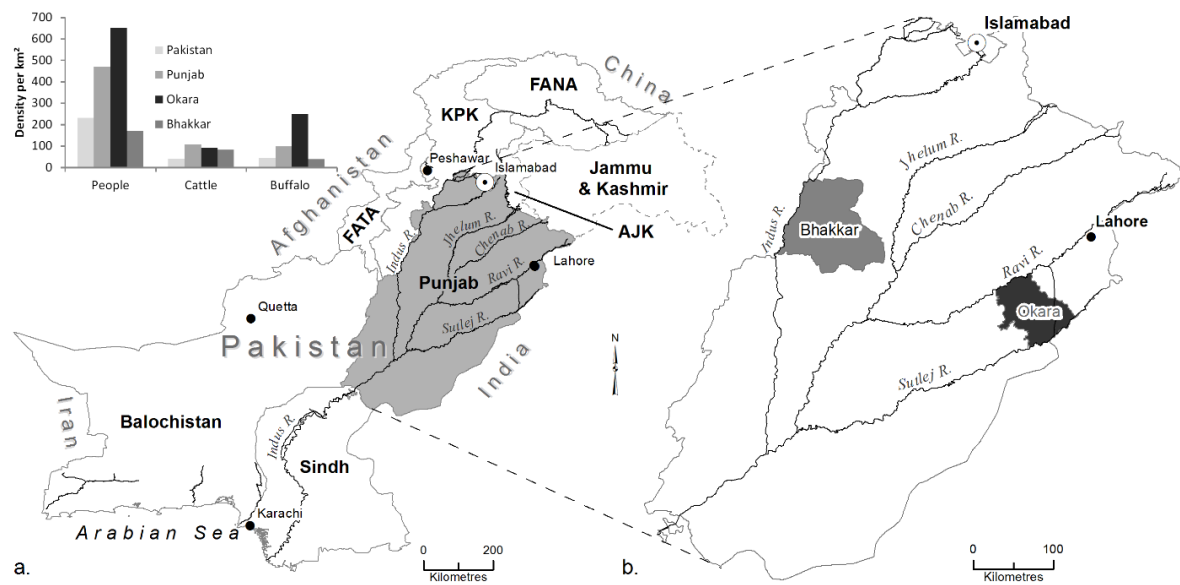 700
600
500
400
300
200
100
0
Density per km²
Pakistan
Punjab
Okara
Bhakkar
People
Cattle
Buffalo
China
FANA
KPK
Peshawar
Islamabad
Jammu
& Kashmir
Afghanistan
FATA
AJK
Indus R.
Jhelum R.
Chenab R.
Ravi R.
Lahore
Punjab
Sutlej R.
Quetta
Pakistan
India
N
Iran
Balochistan
Indus R.
Sindh
Karachi
Arabian Sea
0 200
Kilometres
a.
Islamabad
Jhelum R.
Chenab R.
Indus R.
Bhakkar
Lahore
Ravi R.
Okara
Sutlej R.
0 100
Kilometres
b.